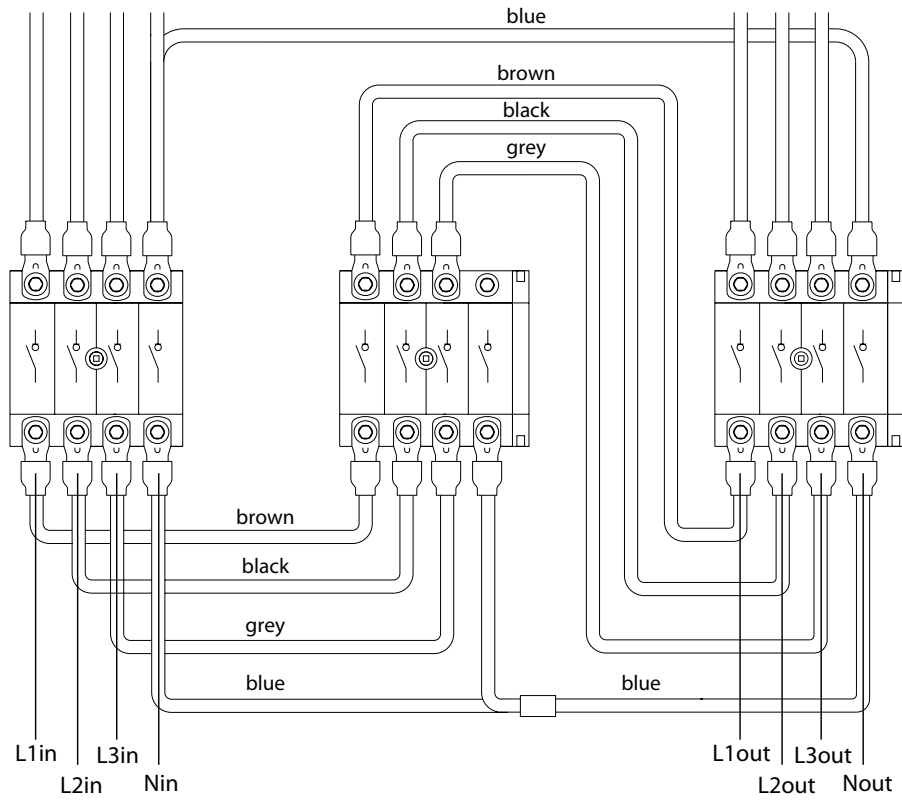 blue
brown
black
grey
brown
black
grey
blue
blue
L1in
L3in
L1out
L3out
L2in
Nin
L2out
Nout